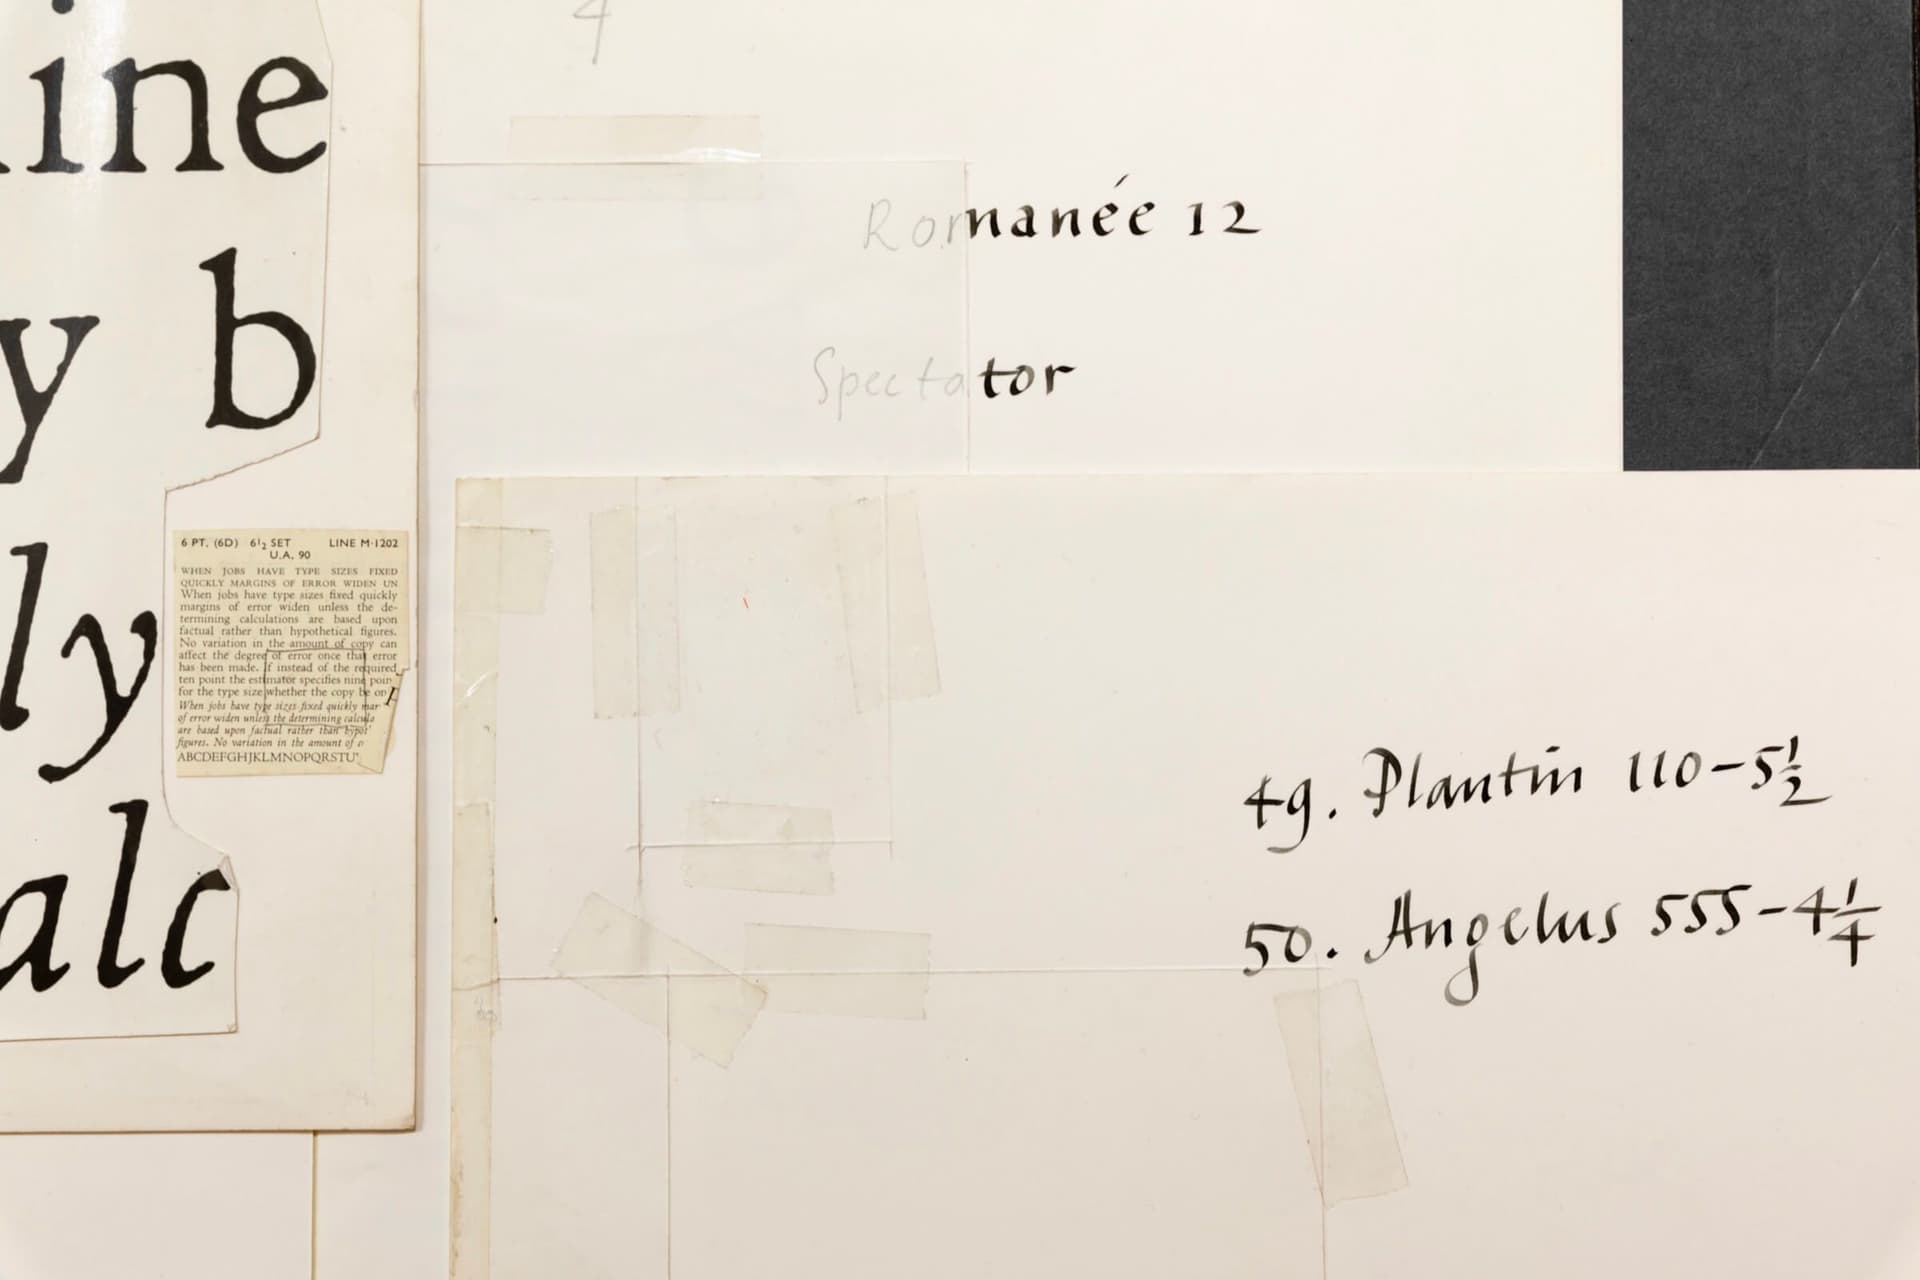 ine
y b
ly
alc
6 PT. (6D) 6½ SET LINE M·1202
U.A. 90
WHEN JOBS HAVE TYPE SIZES FIXED
QUICKLY MARGINS OF ERROR WIDEN UN
When jobs have type sizes fixed quickly
margins of error widen unless the de-
termining calculations are based upon
factual rather than hypothetical figures.
No variation in the amount of copy can
affect the degree of error once that error
has been made. If instead of the required
ten point the estimator specifies nine poin
for the type size whether the copy be on
When jobs have type sizes fixed quickly mar
of error widen unless the determining calcula
are based upon factual rather than hypot
figures. No variation in the amount of
ABCDEFGHJKLMNOPQRSTU
4
Romanée 12
Spectator
49. Plantin 110-5½
50. Angelus 555-4¼